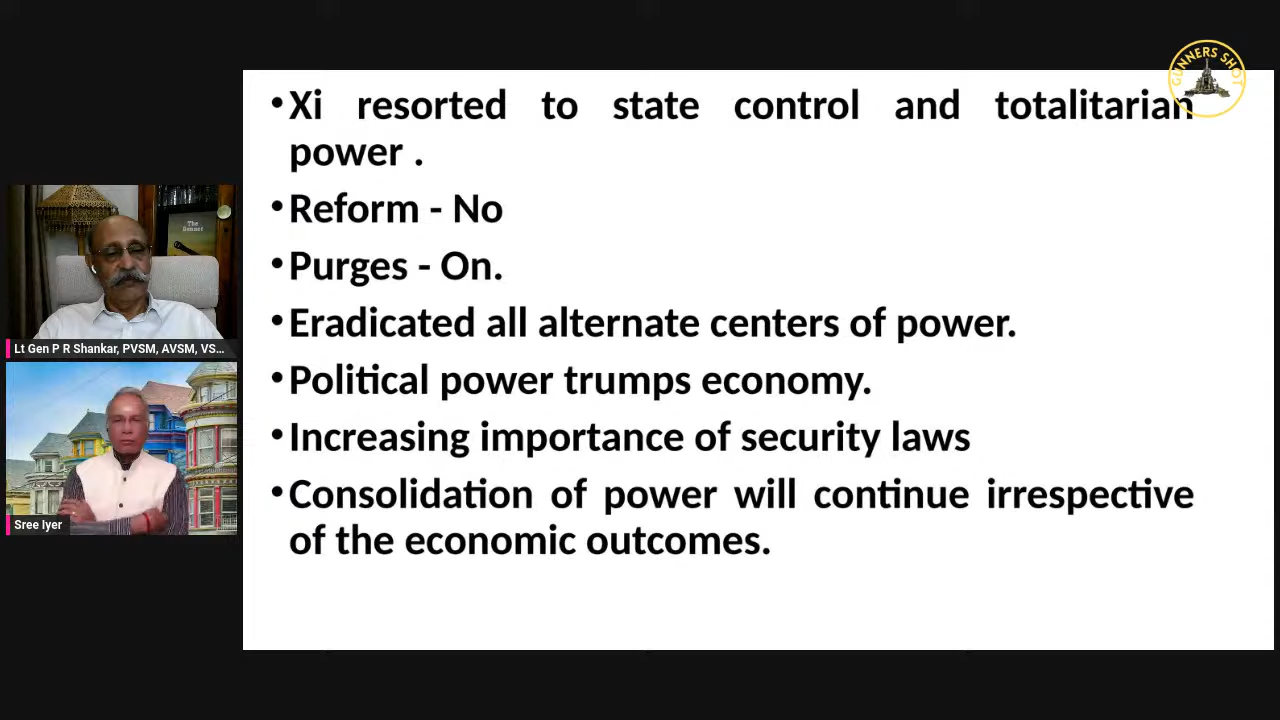 GUNNERS SHOT
•Xi resorted to state control and totalitarian
power .
•Reform - No
•Purges - On.
•Eradicated all alternate centers of power.
•Political power trumps economy.
•Increasing importance of security laws
•Consolidation of power will continue irrespective
of the economic outcomes.
The
Gunner
Lt Gen P R Shankar, PVSM, AVSM, VS...
Sree Iyer